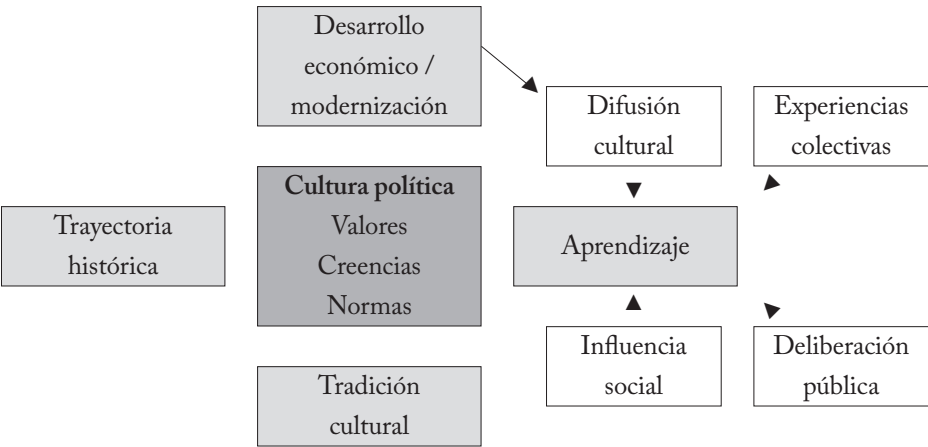 Desarrollo
económico /
modernización
Difusión
cultural
Experiencias
colectivas
Cultura política
Valores
Creencias
Normas
Trayectoria
histórica
Aprendizaje
Influencia
social
Deliberación
pública
Tradición
cultural